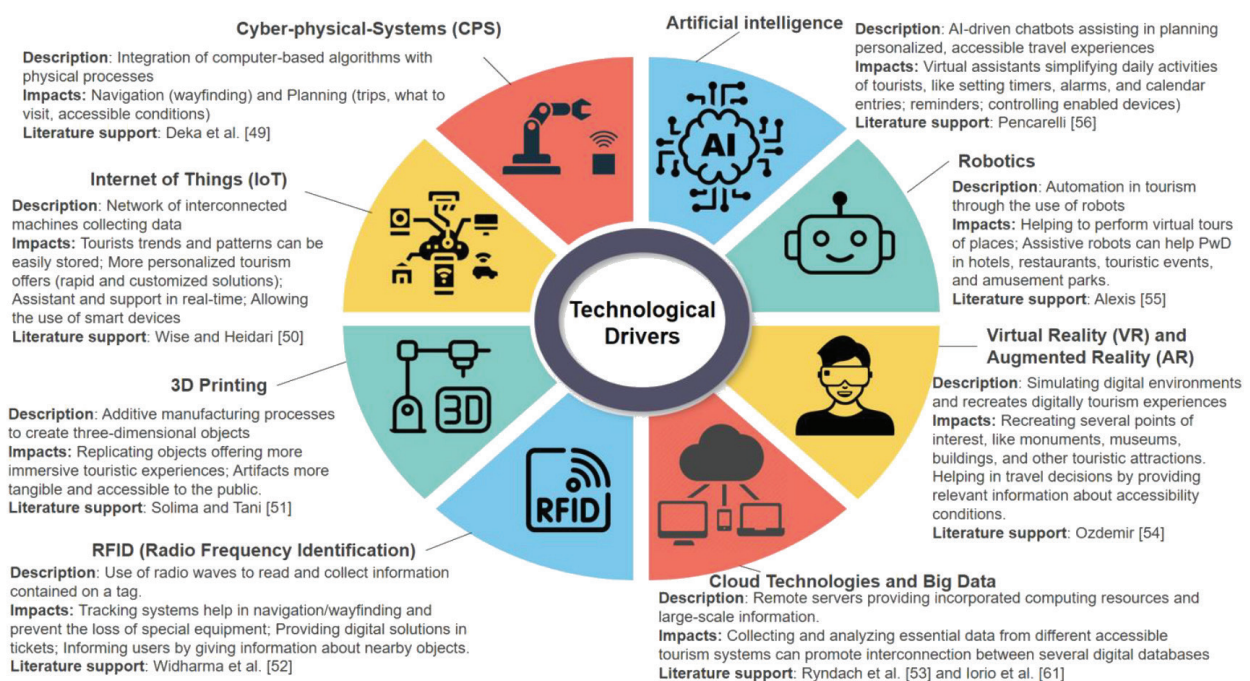 Cyber-physical-Systems (CPS)
Description: Integration of computer-based algorithms with
physical processes
Impacts: Navigation (wayfinding) and Planning (trips, what to
visit, accessible conditions)
Literature support: Deka et al. [49]
Artificial intelligence
Description: AI-driven chatbots assisting in planning
personalized, accessible travel experiences
Impacts: Virtual assistants simplifying daily activities
of tourists, like setting timers, alarms, and calendar
entries; reminders; controlling enabled devices)
Literature support: Pencarelli [56]
AI
Internet of Things (IoT)
Description: Network of interconnected
machines collecting data
Impacts: Tourists trends and patterns can be
easily stored; More personalized tourism
offers (rapid and customized solutions);
Assistant and support in real-time; Allowing
the use of smart devices
Literature support: Wise and Heidari [50]
Robotics
Description: Automation in tourism
through the use of robots
Impacts: Helping to perform virtual tours
of places; Assistive robots can help PwD
in hotels, restaurants, touristic events,
and amusement parks.
Literature support: Alexis [55]
Technological
Drivers
3D Printing
Description: Additive manufacturing processes
to create three-dimensional objects
Impacts: Replicating objects offering more
immersive touristic experiences; Artifacts more
tangible and accessible to the public.
Literature support: Solima and Tani [51]
3D
Virtual Reality (VR) and
Augmented Reality (AR)
Description: Simulating digital environments
and recreates digitally tourism experiences
Impacts: Recreating several points of
interest, like monuments, museums,
buildings, and other touristic attractions.
Helping in travel decisions by providing
relevant information about accessibility
conditions.
Literature support: Ozdemir [54]
RFID
RFID (Radio Frequency Identification)
Description: Use of radio waves to read and collect information
contained on a tag.
Impacts: Tracking systems help in navigation/wayfinding and
prevent the loss of special equipment; Providing digital solutions in
tickets; Informing users by giving information about nearby objects.
Literature support: Widharma et al. [52]
Cloud Technologies and Big Data
Description: Remote servers providing incorporated computing resources and
large-scale information.
Impacts: Collecting and analyzing essential data from different accessible
tourism systems can promote interconnection between several digital databases
Literature support: Ryndach et al. [53] and Iorio et al. [61]